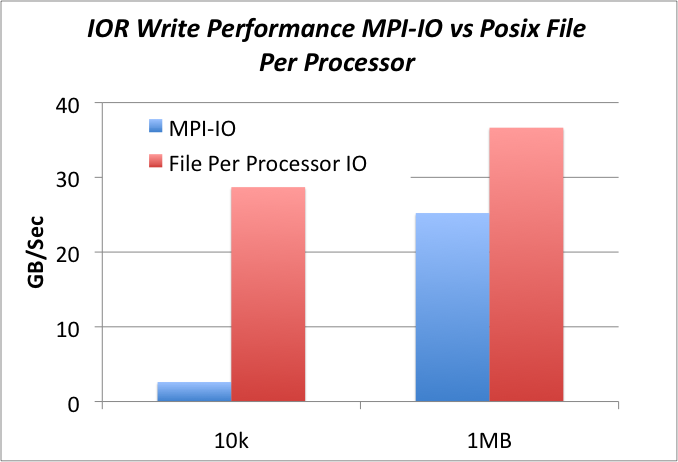 IOR Write Performance MPI-IO vs Posix File
Per Processor
40
30
20
10
0
GB/Sec
MPI-IO
File Per Processor IO
10k
1MB